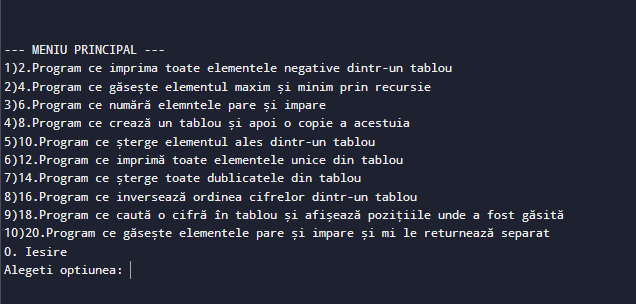 --- MENIU PRINCIPAL ---
1)2.Program ce imprima toate elementele negative dintr-un tablou
2)4.Program ce găsește elementul maxim și minim prin recursie
3)6.Program ce numără elemntele pare și impare
4)8.Program ce crează un tablou și apoi o copie a acestuia
5)10.Program ce șterge elementul ales dintr-un tablou
6)12.Program ce imprimă toate elementele unice din tablou
7)14.Program ce șterge toate dublicatele din tablou
8)16.Program ce inversează ordinea cifrelor dintr-un tablou
9)18.Program ce caută o cifră în tablou și afișează pozițiile unde a fost găsită
10)20.Program ce găsește elementele pare și impare și mi le returnează separat
0. Iesire
Alegeti optiunea: